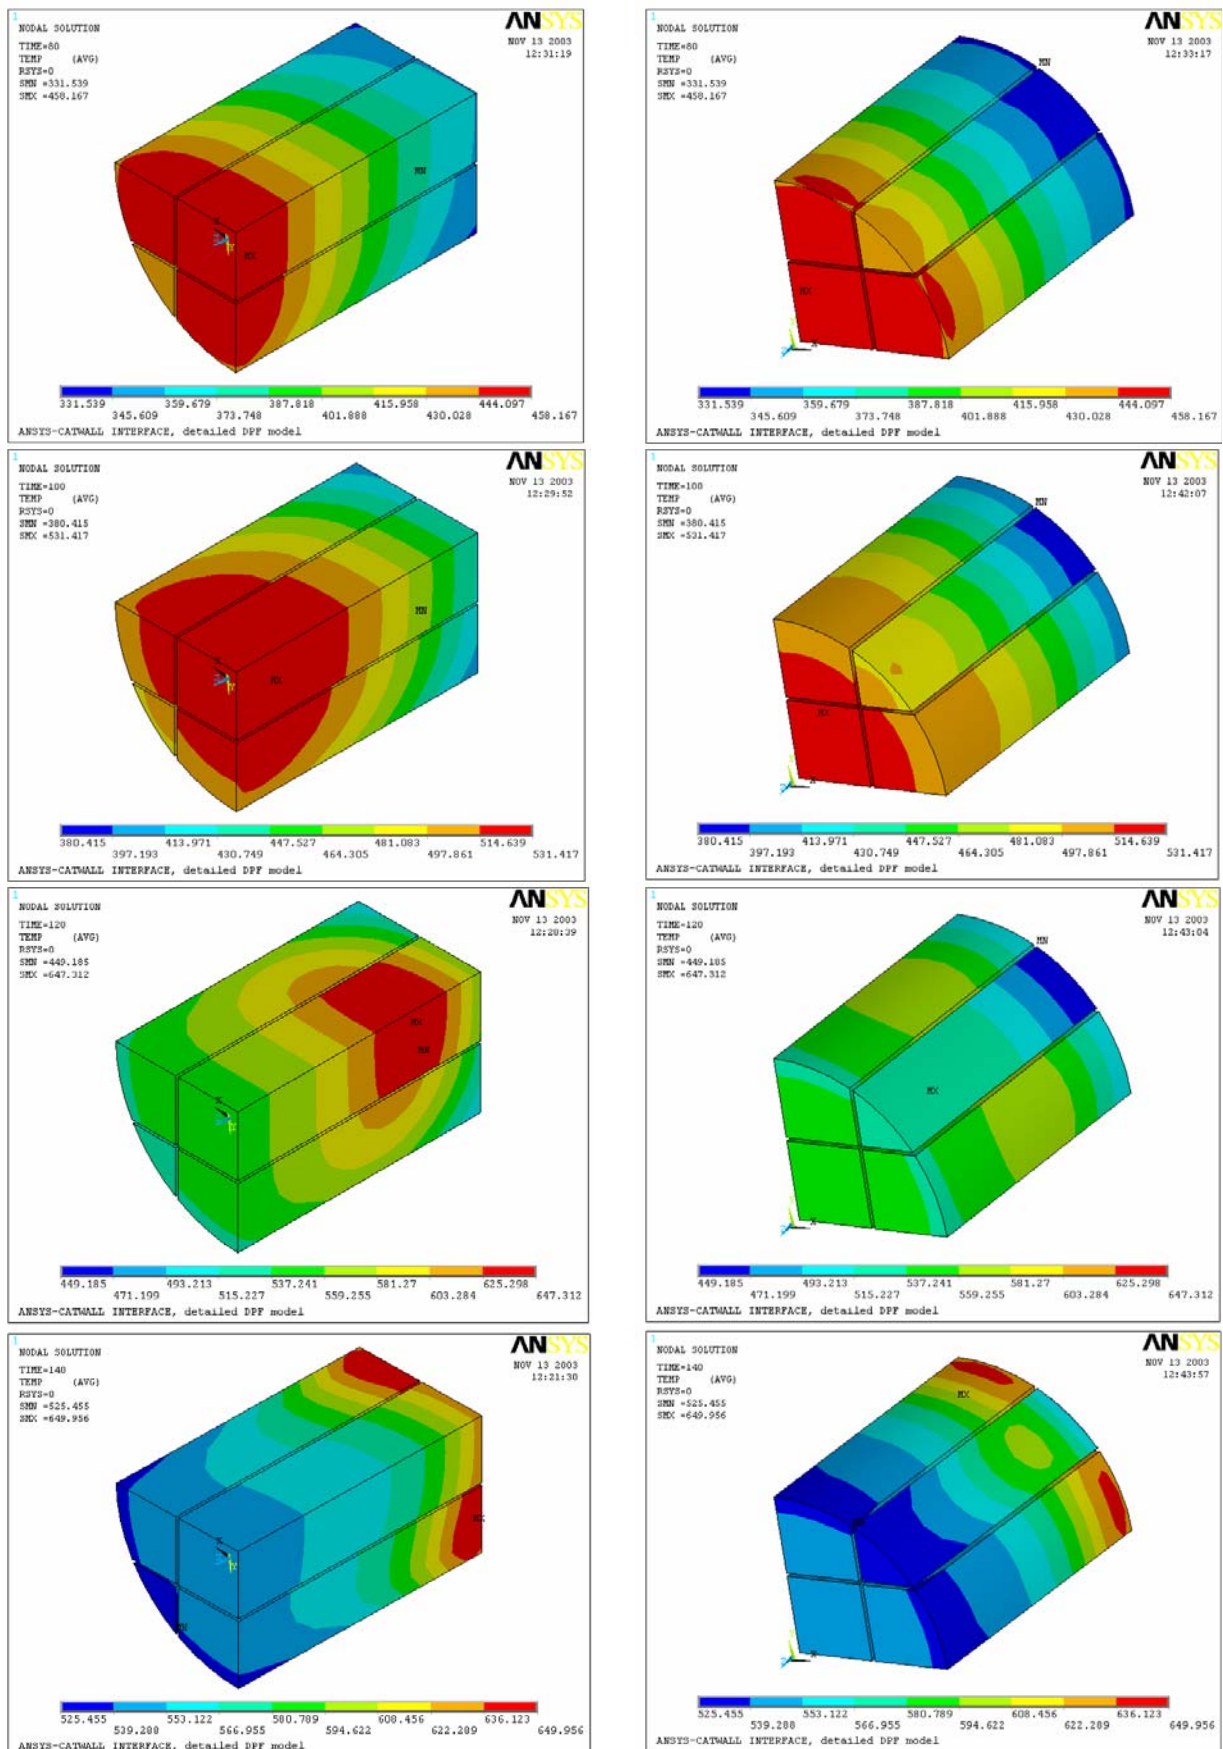 1
NODAL SOLUTION
TIME=80
TEMP (AVG)
RSYS=0
SMN =331.539
SMX =458.167
ANSYS
NOV 13 2003
12:31:19
MN
MX
X
331.539 359.679 387.818 415.958 444.097
345.609 373.748 401.888 430.028 458.167
ANSYS-CATWALL INTERFACE, detailed DPF model
1
NODAL SOLUTION
TIME=80
TEMP (AVG)
RSYS=0
SMN =331.539
SMX =458.167
ANSYS
NOV 13 2003
12:33:17
MN
MX
X
331.539 359.679 387.818 415.958 444.097
345.609 373.748 401.888 430.028 458.167
ANSYS-CATWALL INTERFACE, detailed DPF model
1
NODAL SOLUTION
TIME=100
TEMP (AVG)
RSYS=0
SMN =380.415
SMX =531.417
ANSYS
NOV 13 2003
12:29:52
MN
X
MX
380.415 413.971 447.527 481.083 514.639
397.193 430.749 464.305 497.861 531.417
ANSYS-CATWALL INTERFACE, detailed DPF model
1
NODAL SOLUTION
TIME=100
TEMP (AVG)
RSYS=0
SMN =380.415
SMX =531.417
ANSYS
NOV 13 2003
12:42:07
MN
MX
X
380.415 413.971 447.527 481.083 514.639
397.193 430.749 464.305 497.861 531.417
ANSYS-CATWALL INTERFACE, detailed DPF model
1
NODAL SOLUTION
TIME=120
TEMP (AVG)
RSYS=0
SMN =449.185
SMX =647.312
ANSYS
NOV 13 2003
12:28:39
MX
MN
X
449.185 493.213 537.241 581.27 625.298
471.199 515.227 559.255 603.284 647.312
ANSYS-CATWALL INTERFACE, detailed DPF model
1
NODAL SOLUTION
TIME=120
TEMP (AVG)
RSYS=0
SMN =449.185
SMX =647.312
ANSYS
NOV 13 2003
12:43:04
MN
MX
X
449.185 493.213 537.241 581.27 625.298
471.199 515.227 559.255 603.284 647.312
ANSYS-CATWALL INTERFACE, detailed DPF model
1
NODAL SOLUTION
TIME=140
TEMP (AVG)
RSYS=0
SMN =525.455
SMX =649.956
ANSYS
NOV 13 2003
12:21:30
MX
X
MN
525.455 553.122 580.789 608.456 636.123
539.288 566.955 594.622 622.289 649.956
ANSYS-CATWALL INTERFACE, detailed DPF model
1
NODAL SOLUTION
TIME=140
TEMP (AVG)
RSYS=0
SMN =525.455
SMX =649.956
ANSYS
NOV 13 2003
12:43:57
MX
MN
X
525.455 553.122 580.789 608.456 636.123
539.288 566.955 594.622 622.289 649.956
ANSYS-CATWALL INTERFACE, detailed DPF model